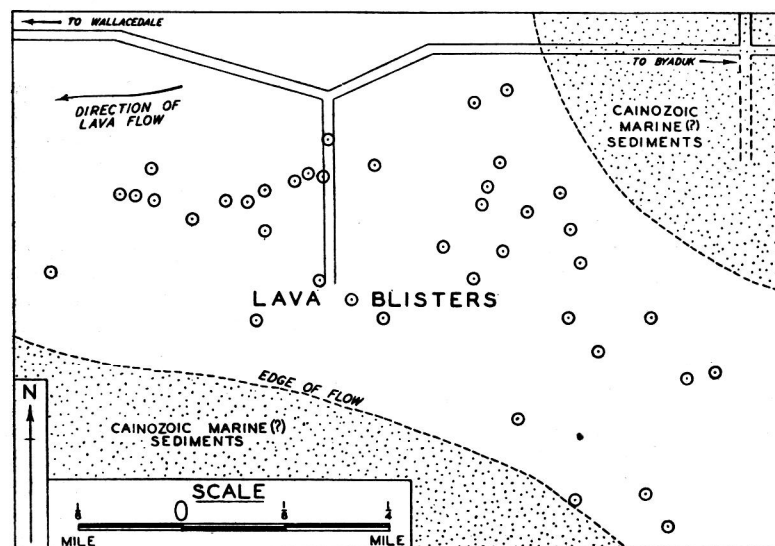 TO WALLACEDALE
TO BYADUK
DIRECTION OF
LAVA FLOW
CAINOZOIC
MARINE(?)
SEDIMENTS
LAVA BLISTERS
EDGE OF FLOW
N
CAINOZOIC MARINE(?)
SEDIMENTS
SCALE
1/8 0 1/8 1/4
MILE MILE